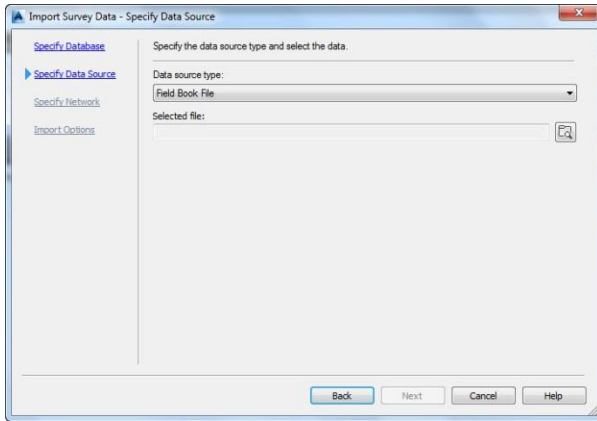 Import Survey Data - Specify Data Source
Specify Database
Specify the data source type and select the data.
Specify Data Source
Data source type:
Field Book File
Specify Network
Selected file:
Import Options
Back
Next
Cancel
Help